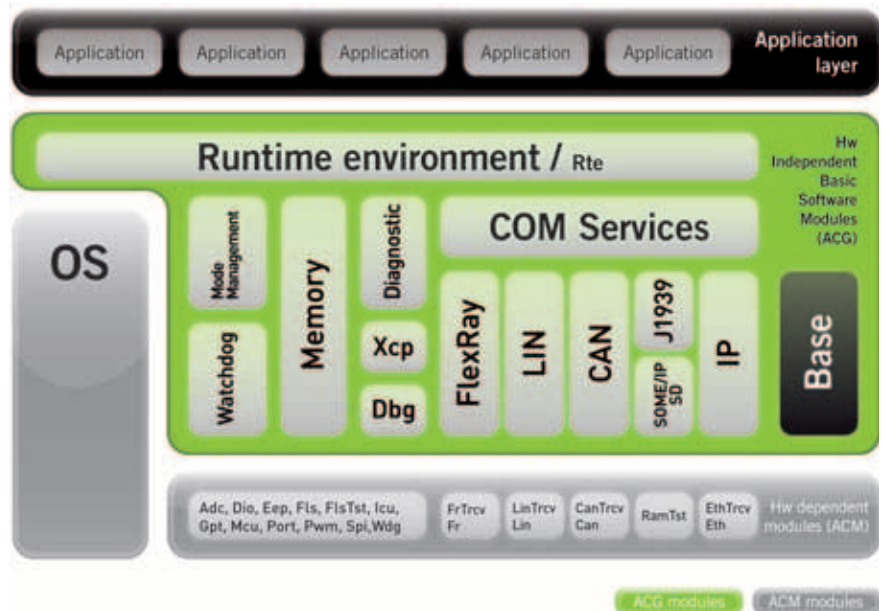 Application
Application
Application
Application
Application
Application
layer
Runtime environment / Rte
Hw
Independent
Basic
Software
Modules
(ACG)
OS
Mode
Management
Memory
Diagnostic
COM Services
Watchdog
Xcp
Dbg
FlexRay
LIN
CAN
J1939
SOME/IP
SD
IP
Base
Adc, Dio, Eep, Fls, FlsTst, Icu,
Gpt, Mcu, Port, Pwm, Spi,Wdg
FrTrcv
Fr
LinTrcv
Lin
CanTrcv
Can
RamTst
EthTrcv
Eth
Hw dependent
modules (ACM)
ACG modules
ACM modules